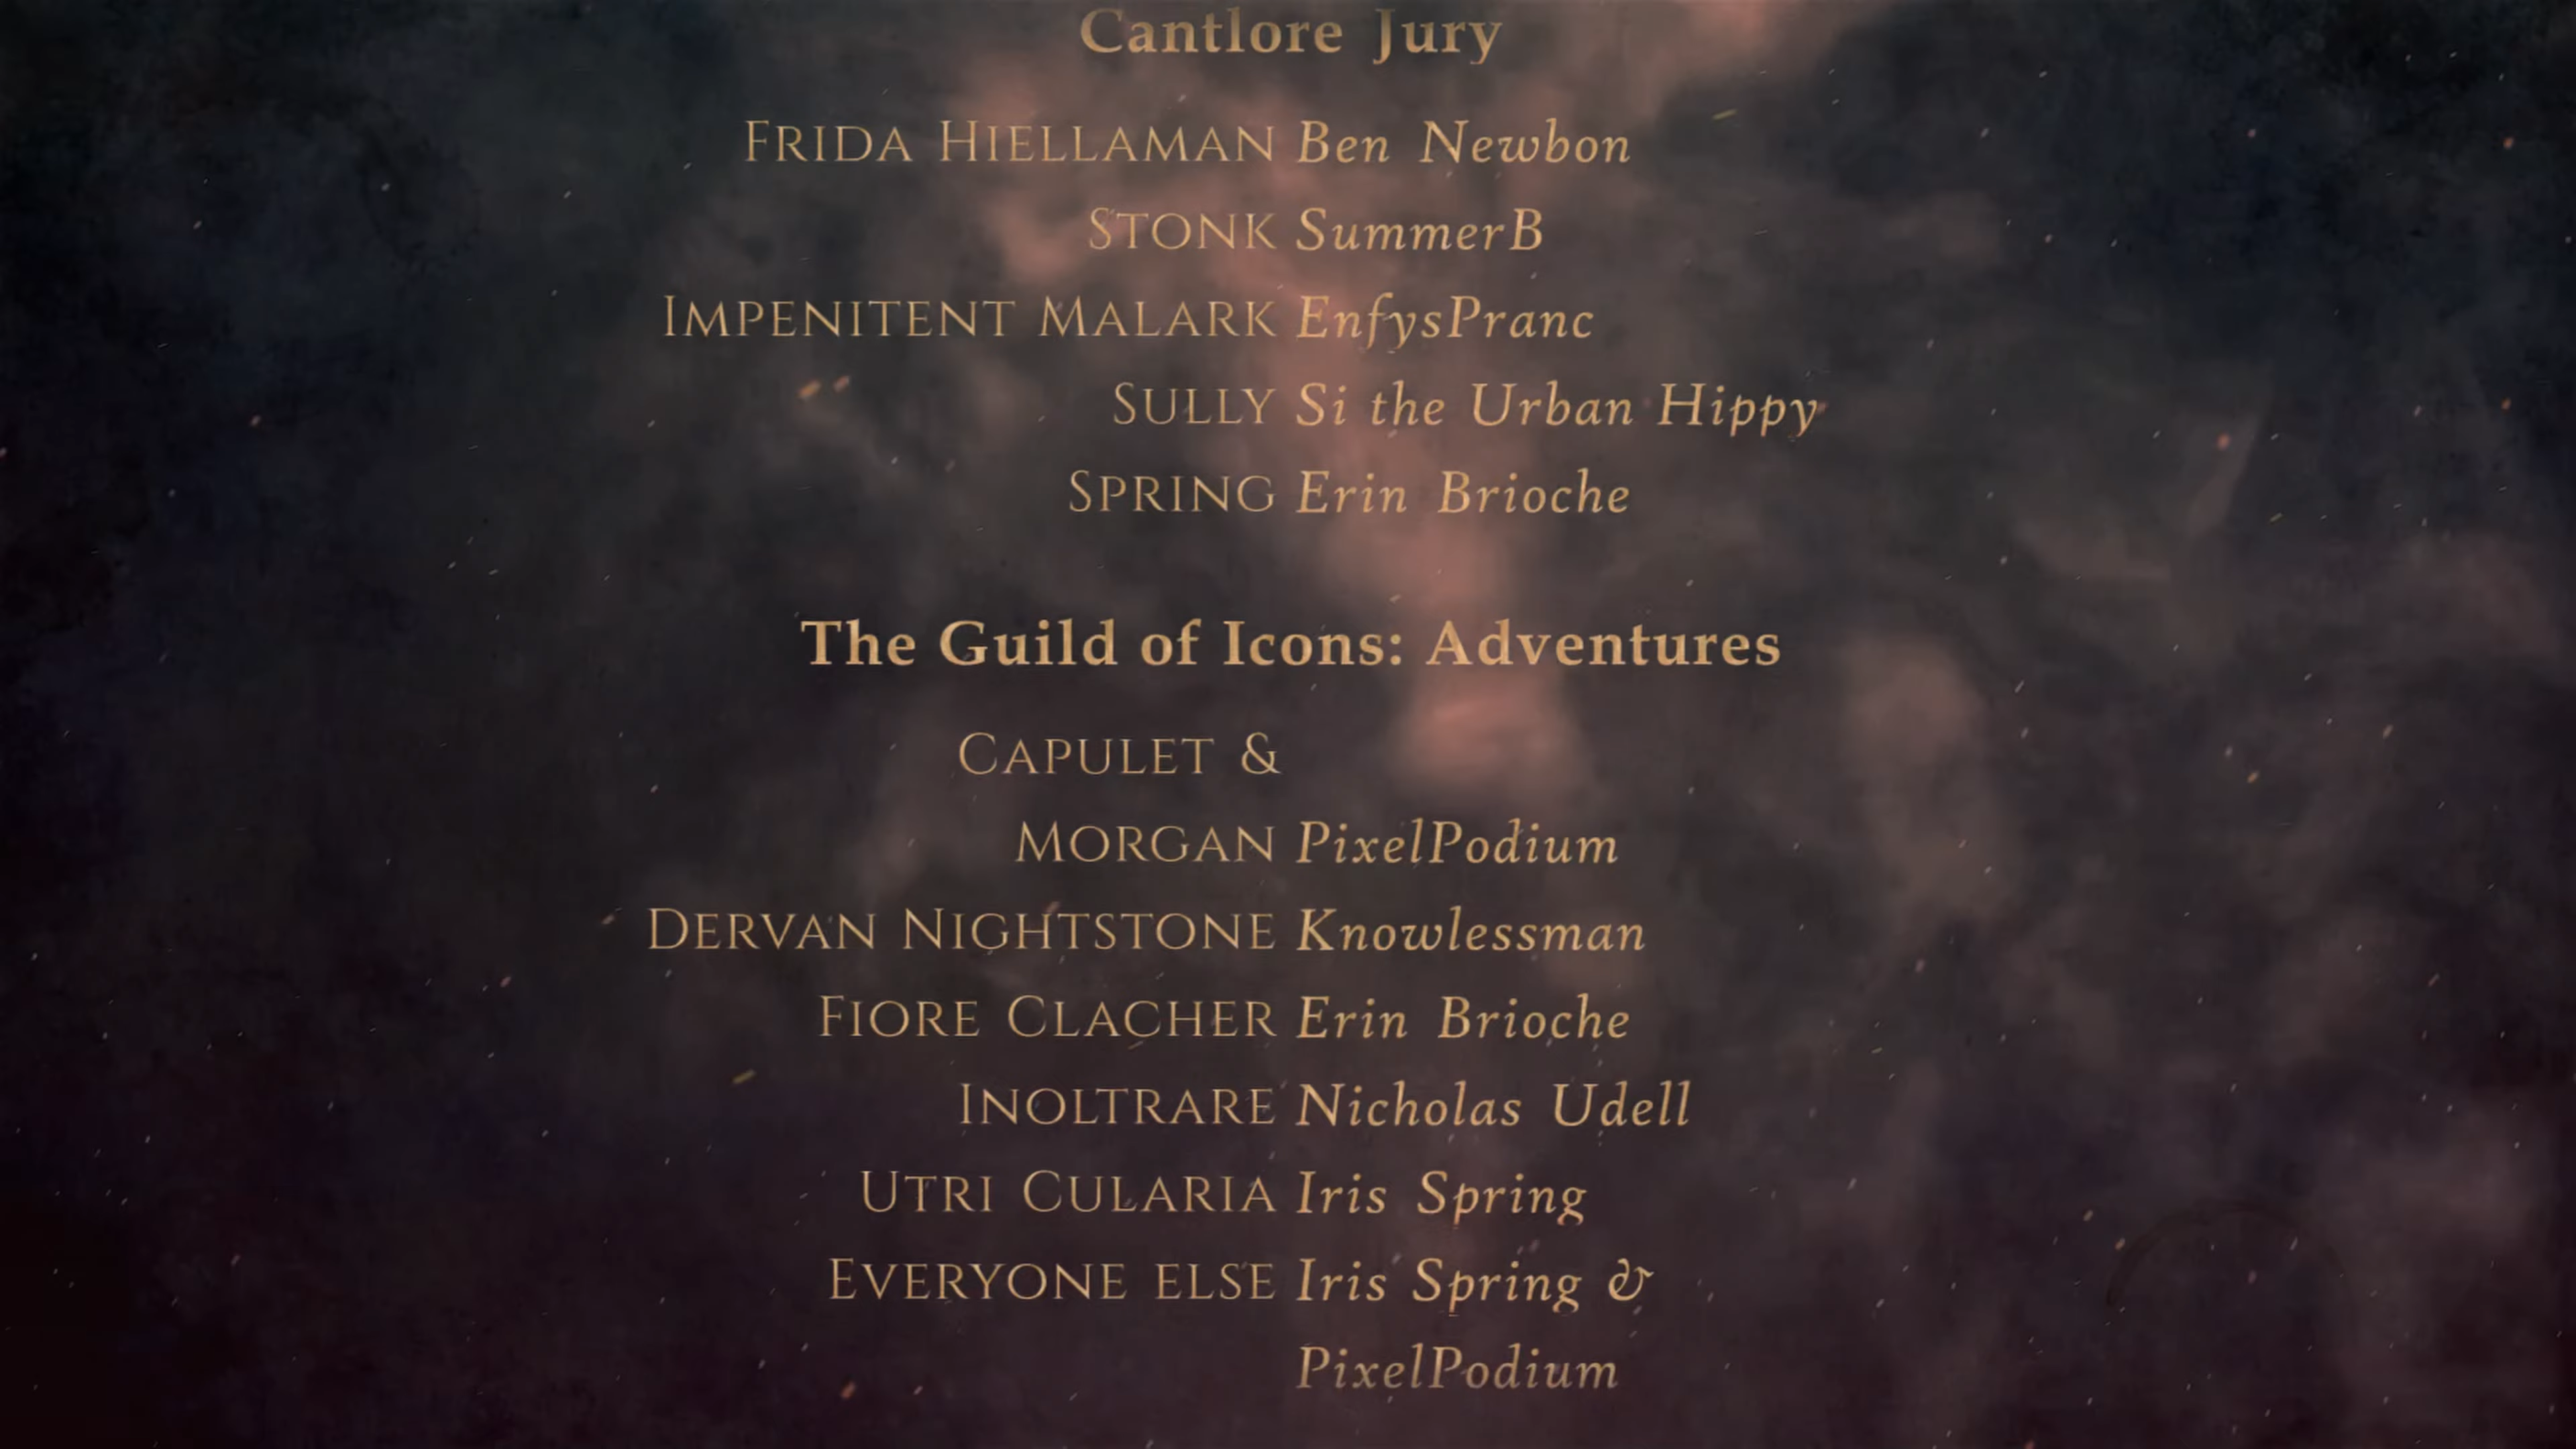 Cantlore Jury
FRIDA HIELLAMAN Ben Newbon
STONK SummerB
IMPENITENT MALARK EnfysPranc
SULLY Si the Urban Hippy
SPRING Erin Brioche
The Guild of Icons: Adventures
CAPULET &
MORGAN PixelPodium
DERVAN NIGHTSTONE Knowlessman
FIORE CLACHER Erin Brioche
INOLTRARE Nicholas Udell
UTRI CULARIA Iris Spring
EVERYONE ELSE Iris Spring &
PixelPodium